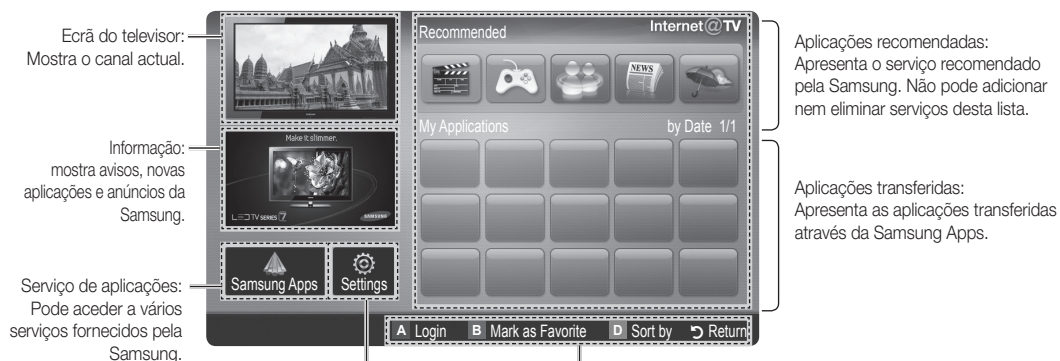 Ecrã do televisor:
Mostra o canal actual.
Informação:
mostra avisos, novas
aplicações e anúncios da
Samsung.
Serviço de aplicações:
Pode aceder a vários
serviços fornecidos pela
Samsung.
Make it slimmer.
LED TV SERIES 7
SAMSUNG
Samsung Apps
Settings
Recommended
Internet@TV
NEWS
My Applications
by Date 1/1
A Login B Mark as Favorite D Sort by Return
Aplicações recomendadas:
Apresenta o serviço recomendado
pela Samsung. Não pode adicionar
nem eliminar serviços desta lista.
Aplicações transferidas:
Apresenta as aplicações transferidas
através da Samsung Apps.